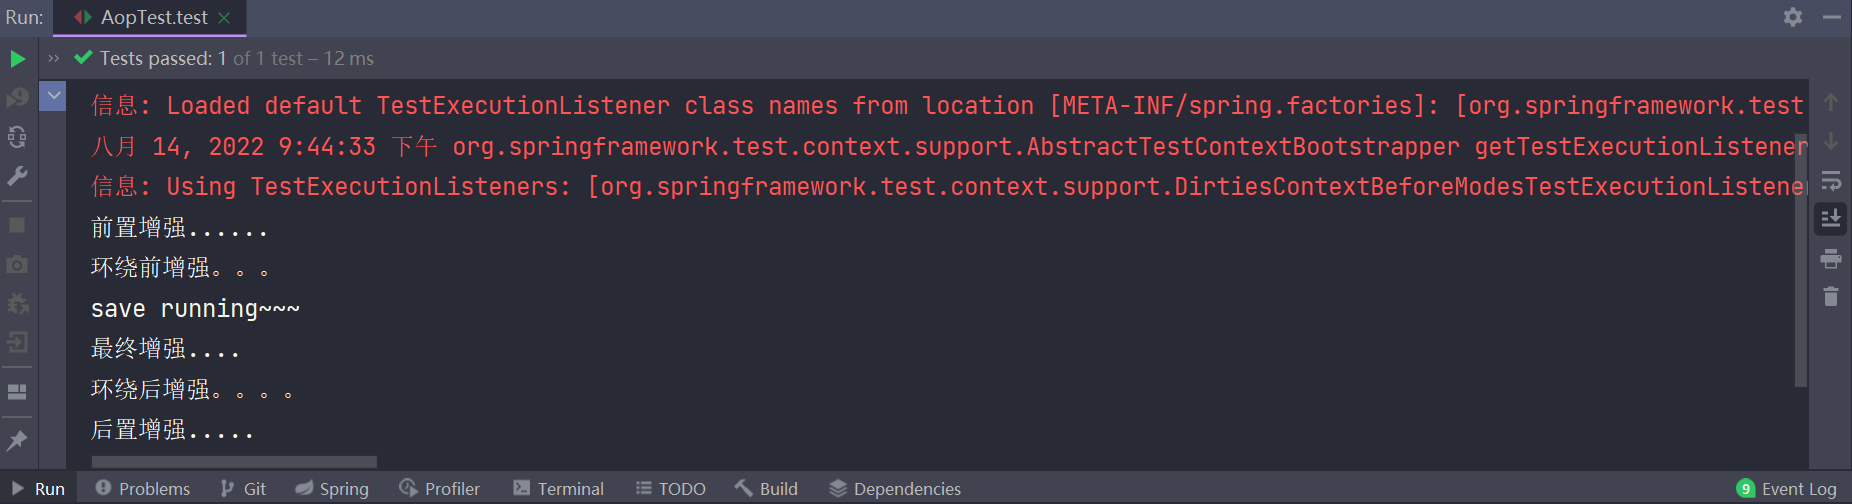 Run: AopTest.test
Tests passed: 1 of 1 test – 12 ms
信息: Loaded default TestExecutionListener class names from location [META-INF/spring.factories]: [org.springframework.test
八月 14, 2022 9:44:33 下午 org.springframework.test.context.support.AbstractTestContextBootstrapper getTestExecutionListener
信息: Using TestExecutionListeners: [org.springframework.test.context.support.DirtiesContextBeforeModesTestExecutionListener
前置增强......
环绕前增强。。。
save running~~~
最终增强....
环绕后增强。。。。
后置增强.....
Run Problems Git Spring Profiler Terminal TODO Build Dependencies 9 Event Log